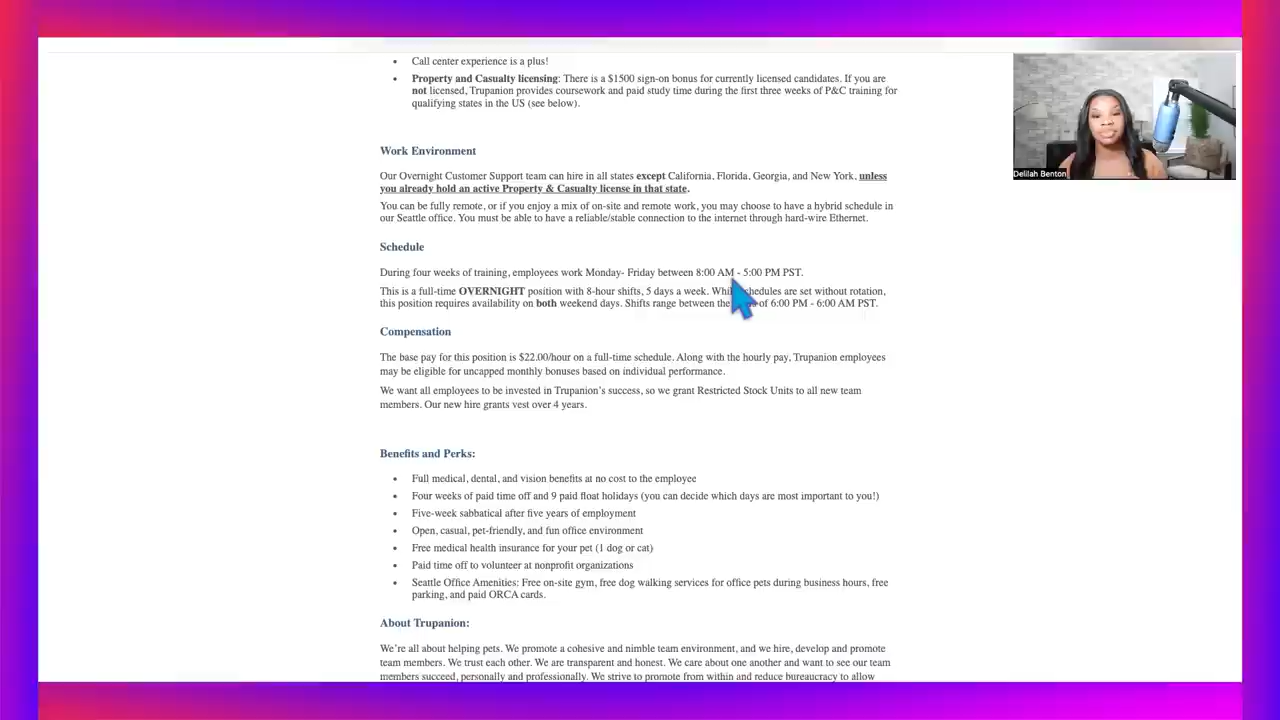 Call center experience is a plus!
Property and Casualty licensing: There is a $1500 sign-on bonus for currently licensed candidates. If you are
not licensed, Trupanion provides coursework and paid study time during the first three weeks of P&C training for
qualifying states in the US (see below).
Delilah Benton
Work Environment
Our Overnight Customer Support team can hire in all states except California, Florida, Georgia, and New York, unless
you already hold an active Property & Casualty license in that state.
You can be fully remote, or if you enjoy a mix of on-site and remote work, you may choose to have a hybrid schedule in
our Seattle office. You must be able to have a reliable/stable connection to the internet through hard-wire Ethernet.
Schedule
During four weeks of training, employees work Monday- Friday between 8:00 AM - 5:00 PM PST.
This is a full-time OVERNIGHT position with 8-hour shifts, 5 days a week. While schedules are set without rotation,
this position requires availability on both weekend days. Shifts range between the of 6:00 PM - 6:00 AM PST.
Compensation
The base pay for this position is $22.00/hour on a full-time schedule. Along with the hourly pay, Trupanion employees
may be eligible for uncapped monthly bonuses based on individual performance.
We want all employees to be invested in Trupanion's success, so we grant Restricted Stock Units to all new team
members. Our new hire grants vest over 4 years.
Benefits and Perks:
Full medical, dental, and vision benefits at no cost to the employee
Four weeks of paid time off and 9 paid float holidays (you can decide which days are most important to you!)
Five-week sabbatical after five years of employment
Open, casual, pet-friendly, and fun office environment
Free medical health insurance for your pet (1 dog or cat)
Paid time off to volunteer at nonprofit organizations
Seattle Office Amenities: Free on-site gym, free dog walking services for office pets during business hours, free
parking, and paid ORCA cards.
About Trupanion:
We're all about helping pets. We promote a cohesive and nimble team environment, and we hire, develop and promote
team members. We trust each other. We are transparent and honest. We care about one another and want to see our team
members succeed, personally and professionally. We strive to promote from within and reduce bureaucracy to allow